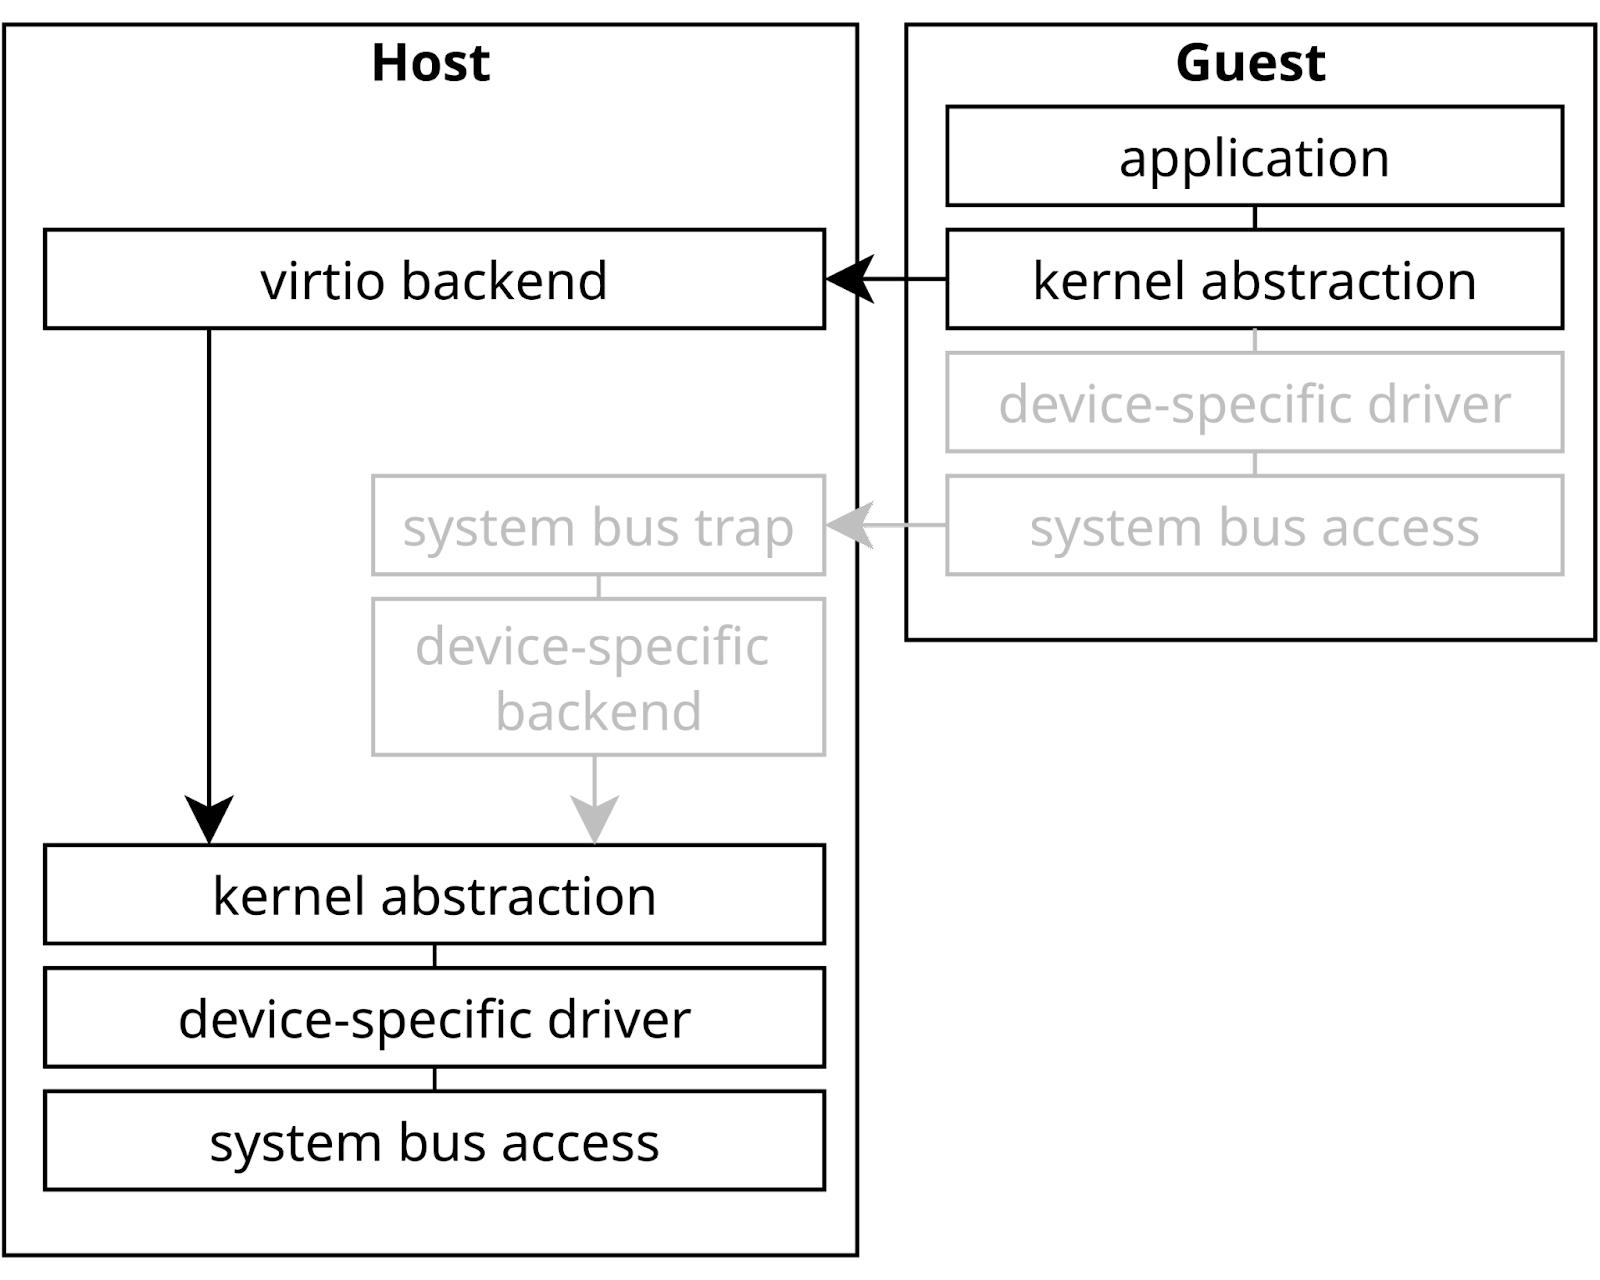 Host
virtio backend
system bus trap
device-specific
backend
kernel abstraction
device-specific driver
system bus access
Guest
application
kernel abstraction
device-specific driver
system bus access